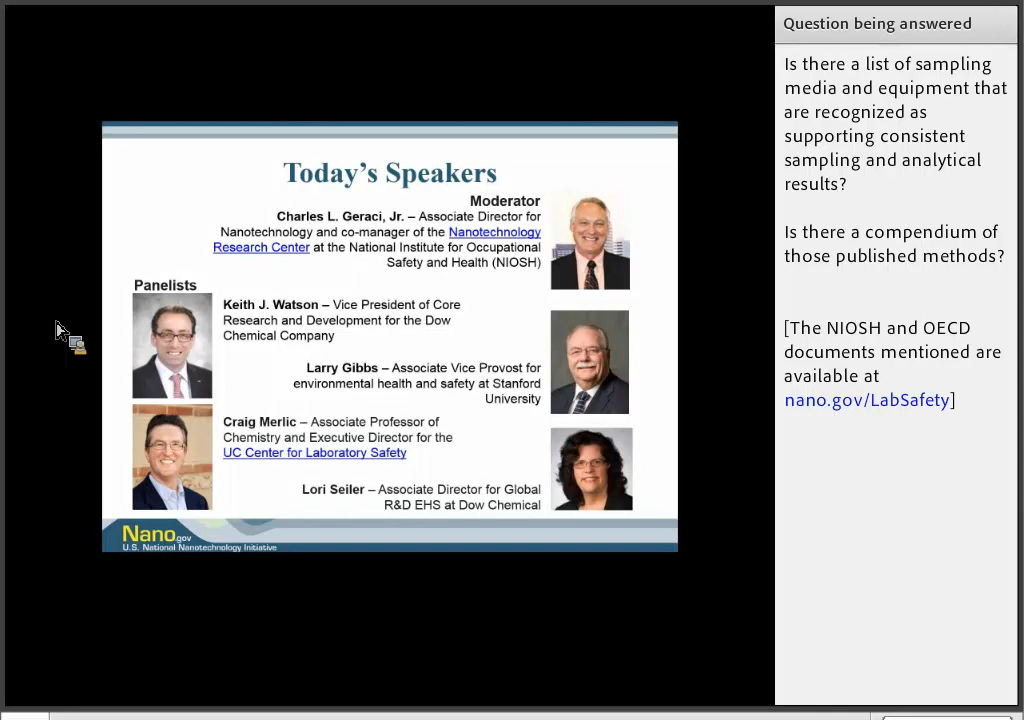 Today's Speakers
Moderator
Charles L. Geraci, Jr. – Associate Director for
Nanotechnology and co-manager of the Nanotechnology
Research Center at the National Institute for Occupational
Safety and Health (NIOSH)
Panelists
Keith J. Watson – Vice President of Core
Research and Development for the Dow
Chemical Company
Larry Gibbs – Associate Vice Provost for
environmental health and safety at Stanford
University
Craig Merlic – Associate Professor of
Chemistry and Executive Director for the
UC Center for Laboratory Safety
Lori Seiler – Associate Director for Global
R&D EHS at Dow Chemical
Nano.gov
U.S. National Nanotechnology Initiative
Question being answered
Is there a list of sampling
media and equipment that
are recognized as
supporting consistent
sampling and analytical
results?
Is there a compendium of
those published methods?
[The NIOSH and OECD
documents mentioned are
available at
nano.gov/LabSafety]